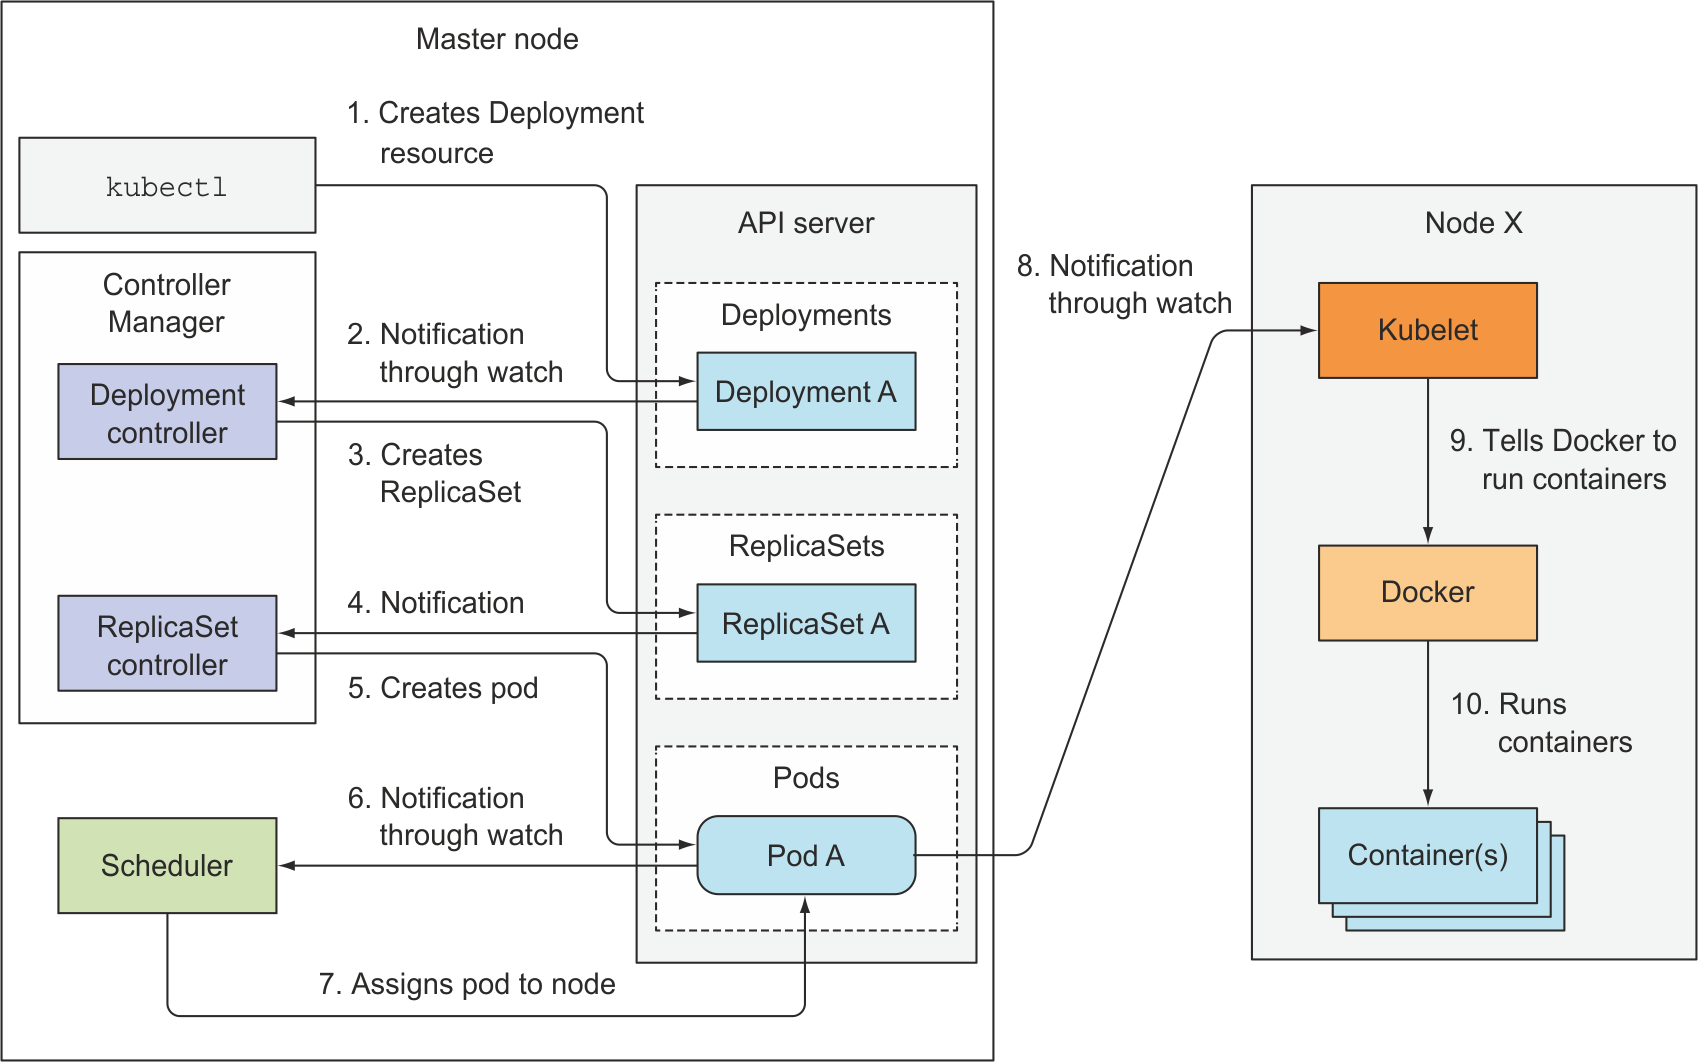 Master node
1. Creates Deployment
resource
kubectl
API server
Node X
Controller
Manager
8. Notification
through watch
Deployments
Kubelet
2. Notification
through watch
Deployment A
Deployment
controller
3. Creates
ReplicaSet
9. Tells Docker to
run containers
ReplicaSets
4. Notification
ReplicaSet A
Docker
ReplicaSet
controller
5. Creates pod
10. Runs
containers
Pods
6. Notification
through watch
Pod A
Container(s)
Scheduler
7. Assigns pod to node